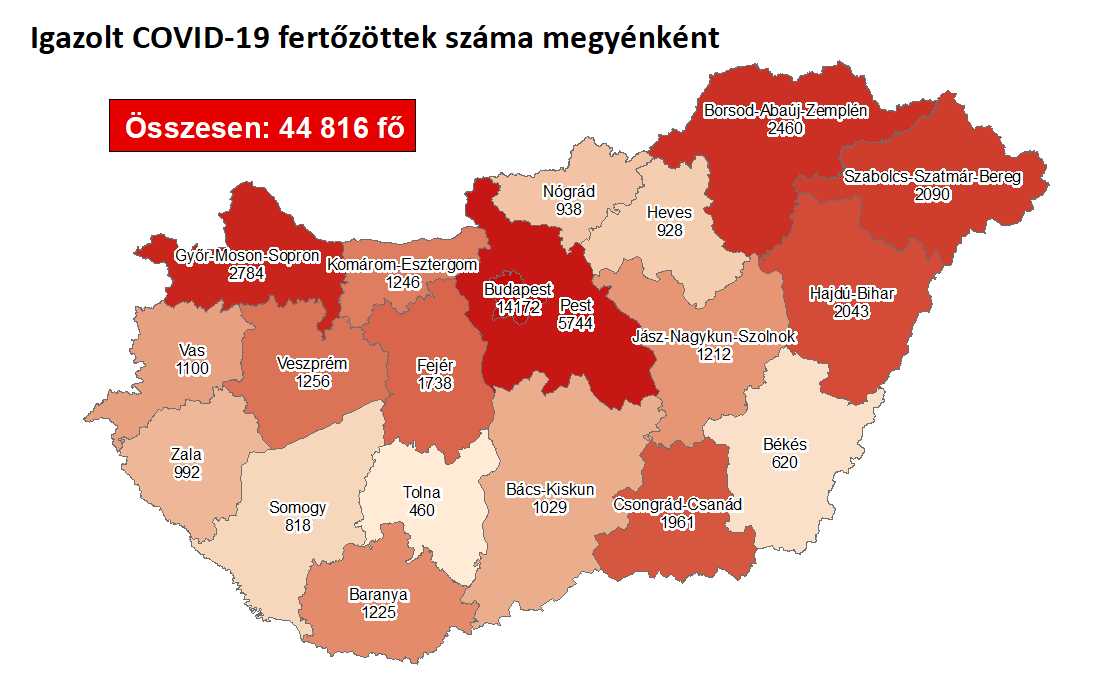 Igazolt COVID-19 fertőzöttek száma megyénként
Összesen: 44 816 fő
Borsod-Abaúj-Zemplén
2460
Szabolcs-Szatmár-Bereg
2090
Nógrád
938
Heves
928
Győr-Moson-Sopron
2784
Komárom-Esztergom
1246
Budapest
14172
Pest
5744
Hajdú-Bihar
2043
Jász-Nagykun-Szolnok
1212
Vas
1100
Veszprém
1256
Fejér
1738
Zala
992
Békés
620
Somogy
818
Tolna
460
Bács-Kiskun
1029
Csongrád-Csanád
1961
Baranya
1225